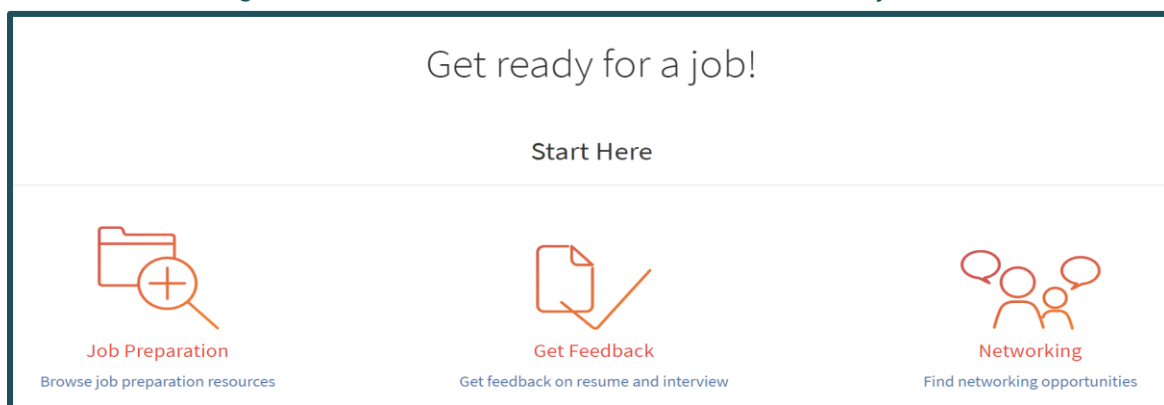 Get ready for a job!
Start Here
Job Preparation
Get Feedback
Networking
Browse job preparation resources
Get feedback on resume and interview
Find networking opportunities